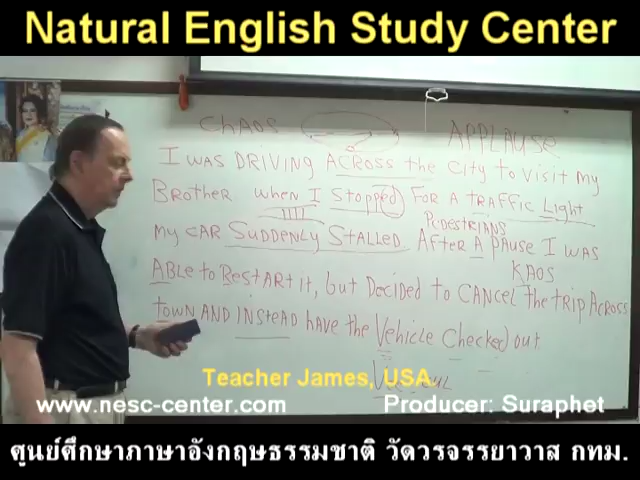 Natural English Study Center
ChAOS
APPLAUSE
I WAS DRIVING ACROSS the City to Visit my
BROTHER when I Stopped FOR A tRAFFIC Light
PEDESTRIANS
my CAR SUDDENLY STALLED AFTER A PAUSE I WAS
KAOS
ABLE to REStARt it, but Decided to CANCEL the tRIP ACROSS
tOWN AND INStEAD have the Vehicle Checked out
Teacher James, USA
www.nesc-center.com Producer: Suraphet
ศูนย์ศึกษาภาษาอังกฤษธรรมชาติ วัดวรจรรยาวาส กทม.